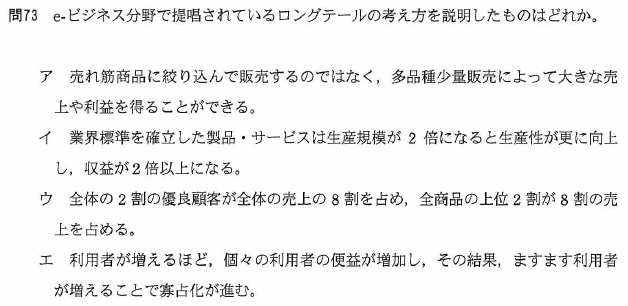 問73 e-ビジネス分野で提唱されているロングテールの考え方を説明したものはどれか。
ア 売れ筋商品に絞り込んで販売するのではなく，多品種少量販売によって大きな売
上や利益を得ることができる。
イ 業界標準を確立した製品・サービスは生産規模が 2 倍になると生産性が更に向上
し，収益が2倍以上になる。
ウ 全体の2割の優良顧客が全体の売上の8割を占め，全商品の上位2割が8割の売
上を占める。
エ 利用者が増えるほど，個々の利用者の便益が増加し，その結果，ますます利用者
が増えることで寡占化が進む。